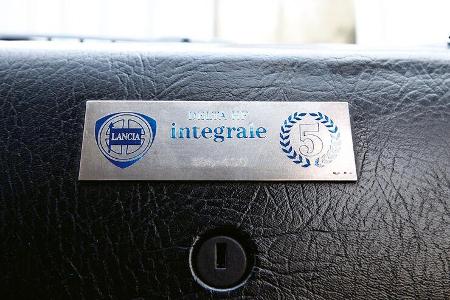 LANCIA
DELTA HF
integrale
5